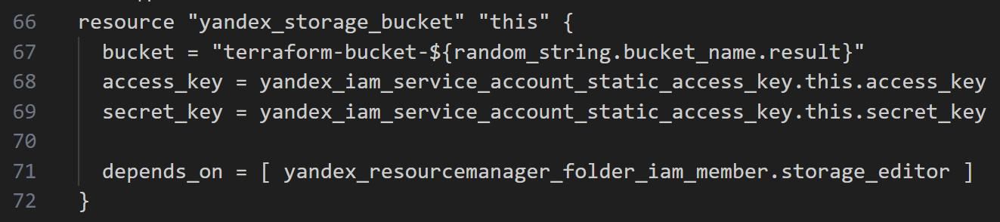 66 resource "yandex_storage_bucket" "this" {
67 bucket = "terraform-bucket-${random_string.bucket_name.result}"
68 access_key = yandex_iam_service_account_static_access_key.this.access_key
69 secret_key = yandex_iam_service_account_static_access_key.this.secret_key
70
71 depends_on = [ yandex_resourcemanager_folder_iam_member.storage_editor ]
72 }